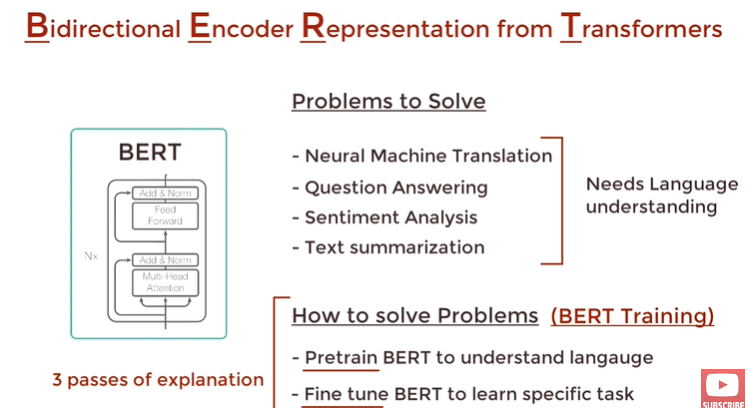 Bidirectional Encoder Representation from Transformers
Problems to Solve
BERT
Add & Norm
Feed
Forward
Nx
Add & Norm
Multi-Head
Attention
- Neural Machine Translation
- Question Answering
- Sentiment Analysis
- Text summarization
Needs Language
understanding
How to solve Problems (BERT Training)
3 passes of explanation
- Pretrain BERT to understand langauge
- Fine tune BERT to learn specific task
SUBSCRIBE